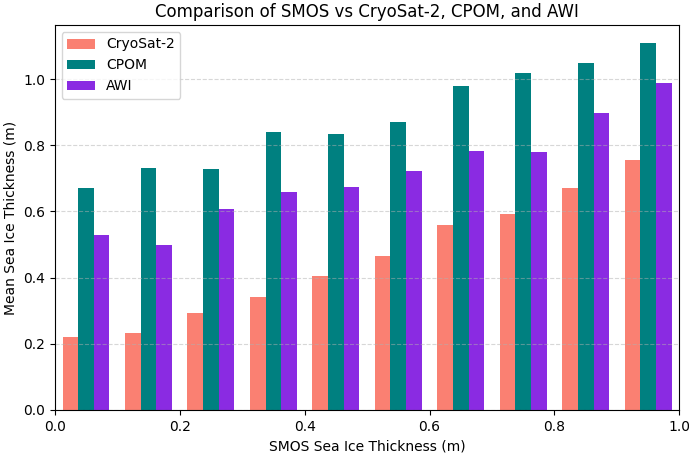 Comparison of SMOS vs CryoSat-2, CPOM, and AWI
CryoSat-2
CPOM
AWI
Mean Sea Ice Thickness (m)
1.0
0.8
0.6
0.4
0.2
0.0
0.0 0.2 0.4 0.6 0.8 1.0
SMOS Sea Ice Thickness (m)